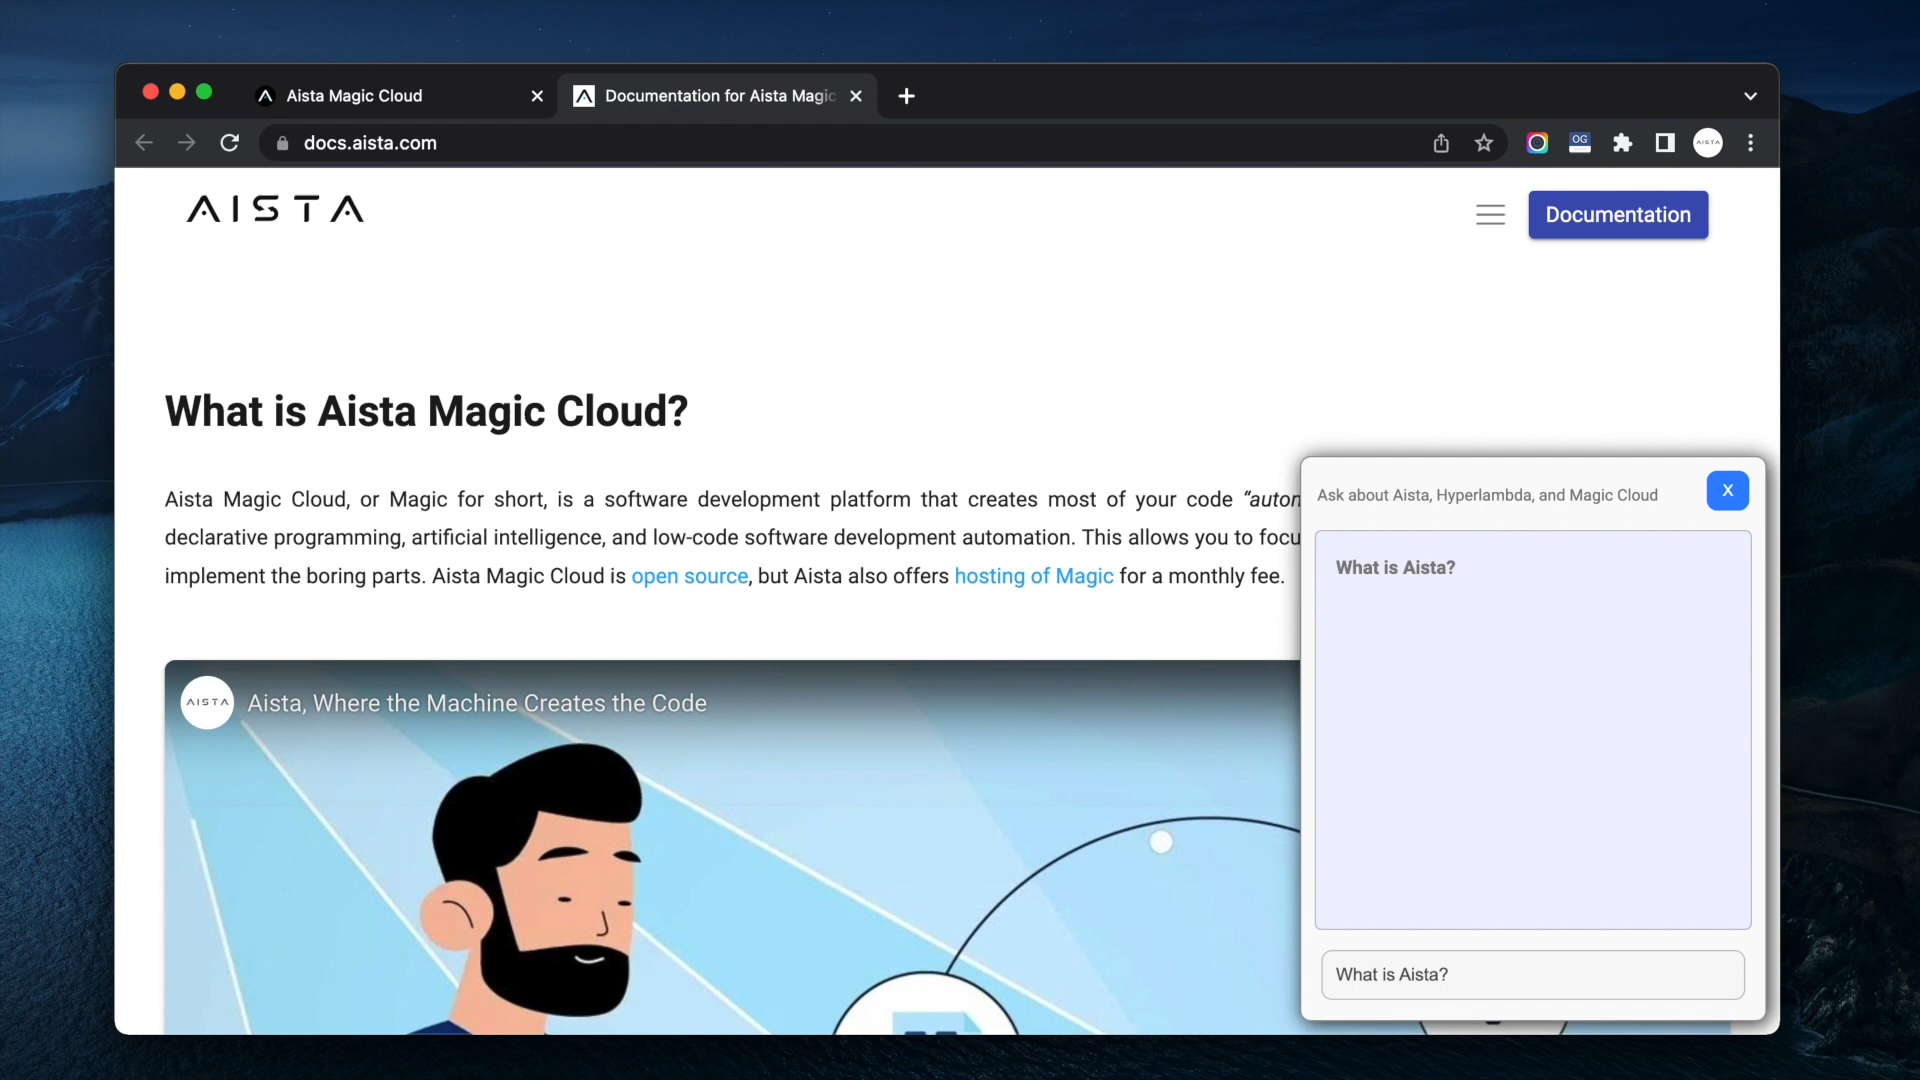 Aista Magic Cloud
Documentation for Aista Magic
docs.aista.com
OG
AISTA
AISTA
Documentation
What is Aista Magic Cloud?
Aista Magic Cloud, or Magic for short, is a software development platform that creates most of your code “auton
declarative programming, artificial intelligence, and low-code software development automation. This allows you to focu
implement the boring parts. Aista Magic Cloud is open source, but Aista also offers hosting of Magic for a monthly fee.
AISTA
Aista, Where the Machine Creates the Code
Ask about Aista, Hyperlambda, and Magic Cloud
X
What is Aista?
What is Aista?